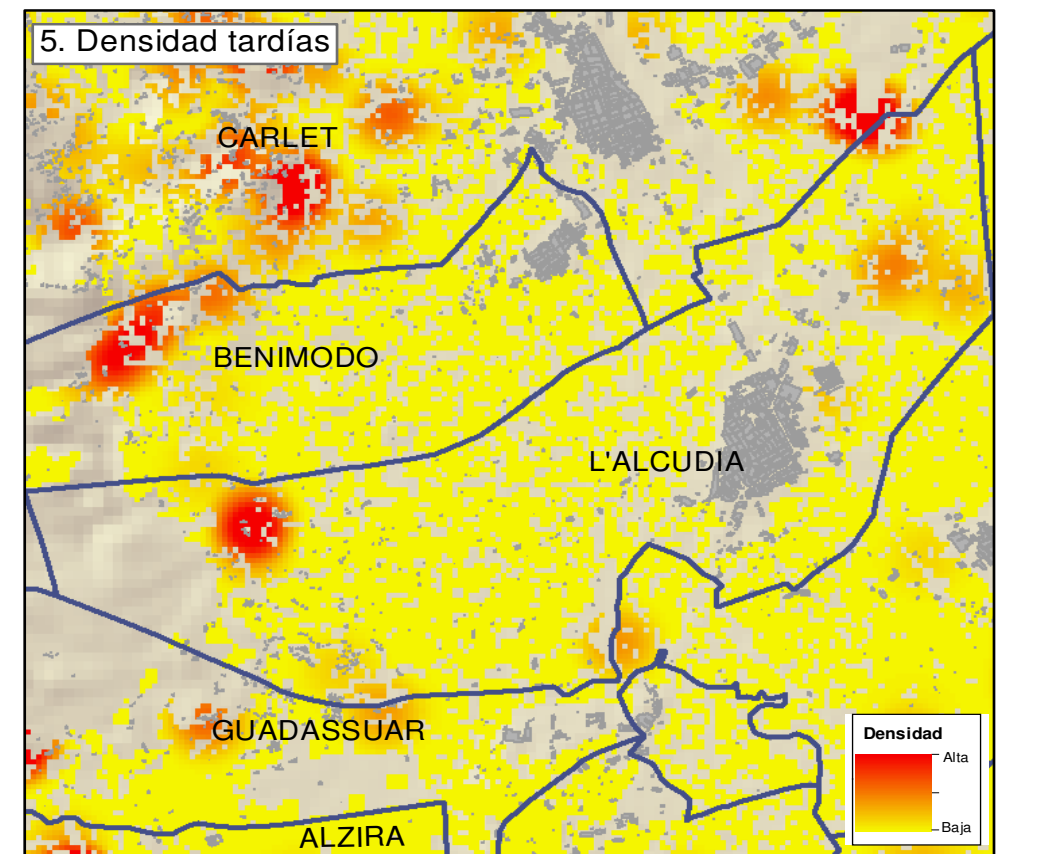 5. Densidad tardías
CARLET
BENIMODO
L'ALCUDIA
GUADASSUAR
ALZIRA
Densidad
Alta
Baja